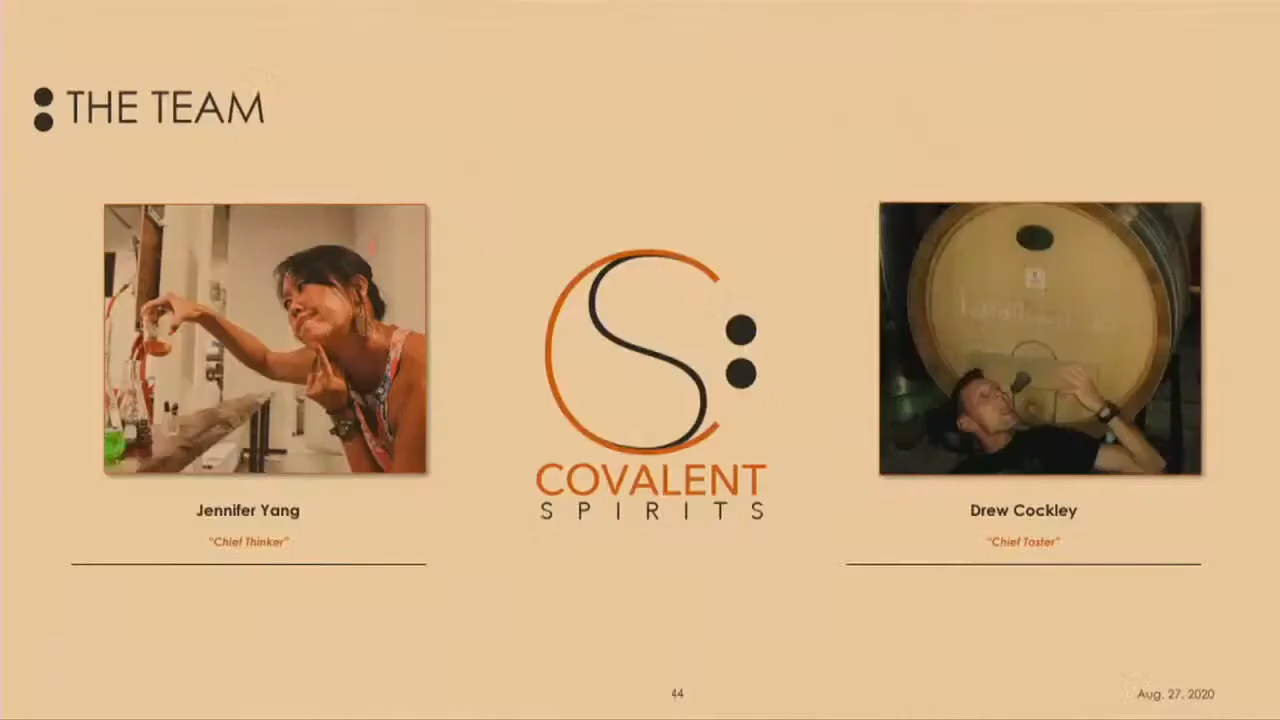 THE TEAM
COVALENT
SPIRITS
Jennifer Yang
"Chief Thinker"
Drew Cockley
"Chief Taster"
44
Aug. 27, 2020